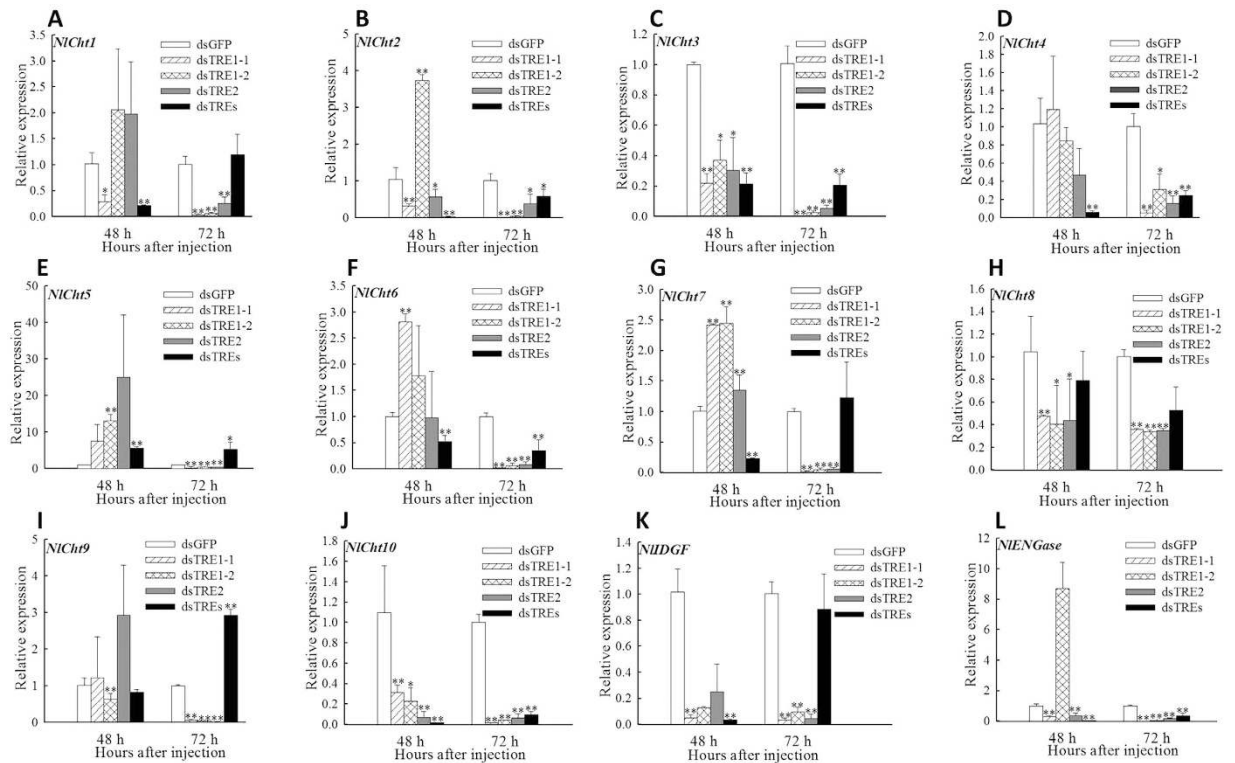 A
NlCht1
Relative expression
3.5
3.0
2.5
2.0
1.5
1.0
0.5
0.0
dsGFP
dsTRE1-1
dsTRE1-2
dsTRE2
dsTREs
*
**
** **
**
48 h
72 h
Hours after injection
B
NlCht2
Relative expression
5
4
3
2
1
0
dsGFP
dsTRE1-1
dsTRE1-2
dsTRE2
dsTREs
**
**
*
**
** **
*
*
48 h
72 h
Hours after injection
C
NlCht3
Relative expression
1.2
1.0
0.8
0.6
0.4
0.2
0.0
dsGFP
dsTRE1-1
dsTRE1-2
dsTRE2
dsTREs
**
*
*
**
** **
**
**
48 h
72 h
Hours after injection
D
NlCht4
Relative expression
2.0
1.8
1.6
1.4
1.2
1.0
0.8
0.6
0.4
0.2
0.0
dsGFP
dsTRE1-1
dsTRE1-2
dsTRE2
dsTREs
**
**
*
**
**
48 h
72 h
Hours after injection
E
NlCht5
Relative expression
50
40
30
20
10
0
dsGFP
dsTRE1-1
dsTRE1-2
dsTRE2
dsTREs
**
**
** ** **
*
48 h
72 h
Hours after injection
F
NlCht6
Relative expression
3.5
3.0
2.5
2.0
1.5
1.0
0.5
0.0
dsGFP
dsTRE1-1
dsTRE1-2
dsTRE2
dsTREs
**
**
** ** **
**
48 h
72 h
Hours after injection
G
NlCht7
Relative expression
3.0
2.5
2.0
1.5
1.0
0.5
0.0
dsGFP
dsTRE1-1
dsTRE1-2
dsTRE2
dsTREs
**
**
**
**
** ** **
48 h
72 h
Hours after injection
H
NlCht8
Relative expression
1.6
1.4
1.2
1.0
0.8
0.6
0.4
0.2
0.0
dsGFP
dsTRE1-1
dsTRE1-2
dsTRE2
dsTREs
**
*
*
** ** **
48 h
72 h
Hours after injection
I
NlCht9
Relative expression
5
4
3
2
1
0
dsGFP
dsTRE1-1
dsTRE1-2
dsTRE2
dsTREs
**
** ** **
**
48 h
72 h
Hours after injection
J
NlCht10
Relative expression
1.8
1.6
1.4
1.2
1.0
0.8
0.6
0.4
0.2
0.0
dsGFP
dsTRE1-1
dsTRE1-2
dsTRE2
dsTREs
**
*
**
**
** **
**
**
48 h
72 h
Hours after injection
K
NlIDGF
Relative expression
1.4
1.2
1.0
0.8
0.6
0.4
0.2
0.0
dsGFP
dsTRE1-1
dsTRE1-2
dsTRE2
dsTREs
**
**
**
**
**
48 h
72 h
Hours after injection
L
NlENGase
Relative expression
12
10
8
6
4
2
0
dsGFP
dsTRE1-1
dsTRE1-2
dsTRE2
dsTREs
**
**
**
** ** **
**
48 h
72 h
Hours after injection